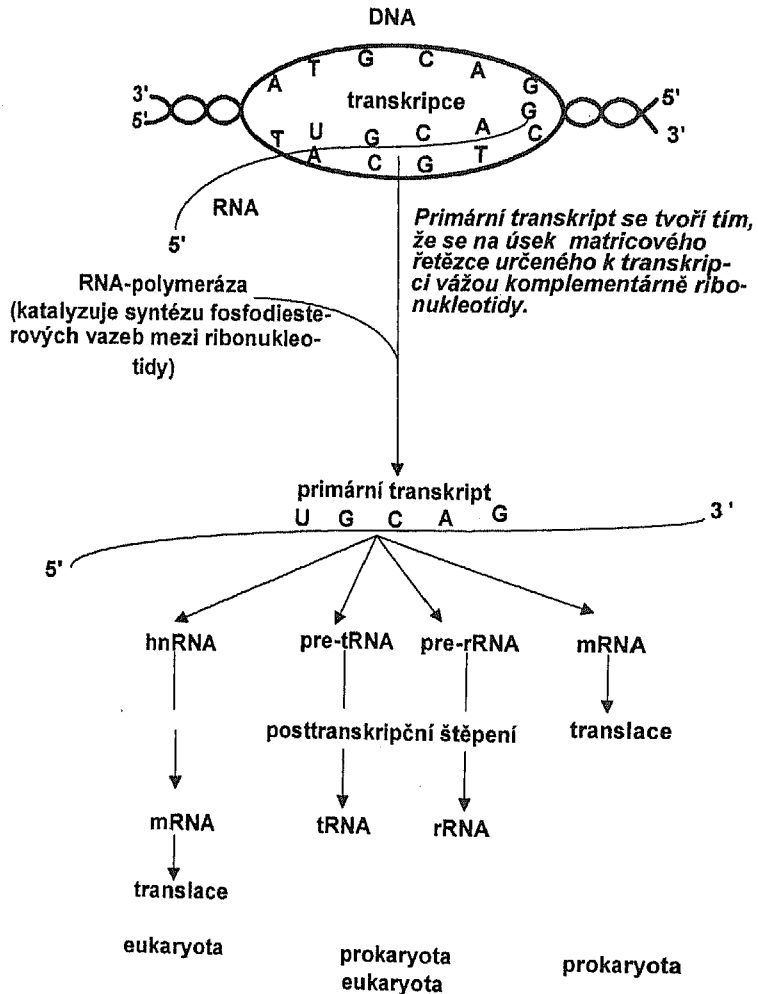 DNA
A T G C A G
3' transkripce G 5'
5' T U G C A C 3'
A C G T
RNA
5'
Primární transkript se tvoří tím,
že se na úsek matricového
řetězce určeného k transkrip-
ci vážou komplementárně ribo-
nukleotidy.
RNA-polymeráza
(katalyzuje syntézu fosfodieste-
rových vazeb mezi ribonukleo-
tidy)
primární transkript
U G C A G 3'
5'
hnRNA pre-tRNA pre-rRNA mRNA
posttranskripční štěpení translace
mRNA tRNA rRNA
translace
eukaryota prokaryota prokaryota
eukaryota